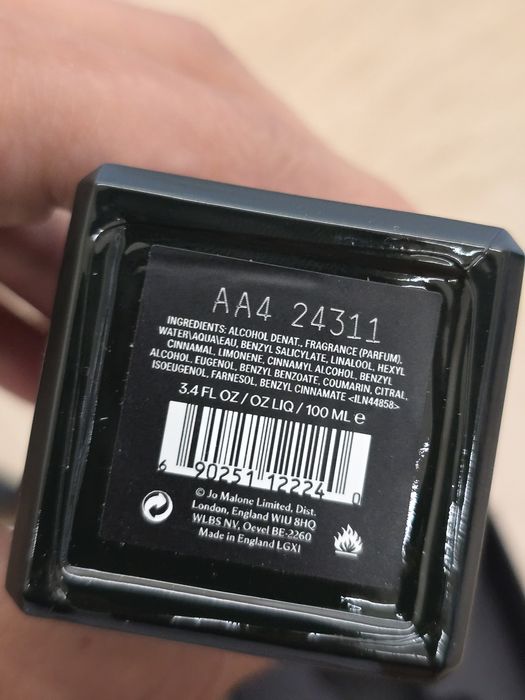 AA4 24311
INGREDIENTS: ALCOHOL DENAT., FRAGRANCE (PARFUM),
WATER\AQUA\EAU, BENZYL SALICYLATE, LINALOOL, HEXYL
CINNAMAL, LIMONENE, CINNAMYL ALCOHOL, BENZYL
ALCOHOL, EUGENOL, BENZYL BENZOATE, COUMARIN, CITRAL,
ISOEUGENOL, FARNESOL, BENZYL CINNAMATE <ILN44858>
3.4 FL OZ / OZ LIQ / 100 ML ℮
6 90251 12224 0
© Jo Malone Limited, Dist.
London, England W1U 8HQ
WLBS NV, Oevel BE-2260
Made in England LGX1